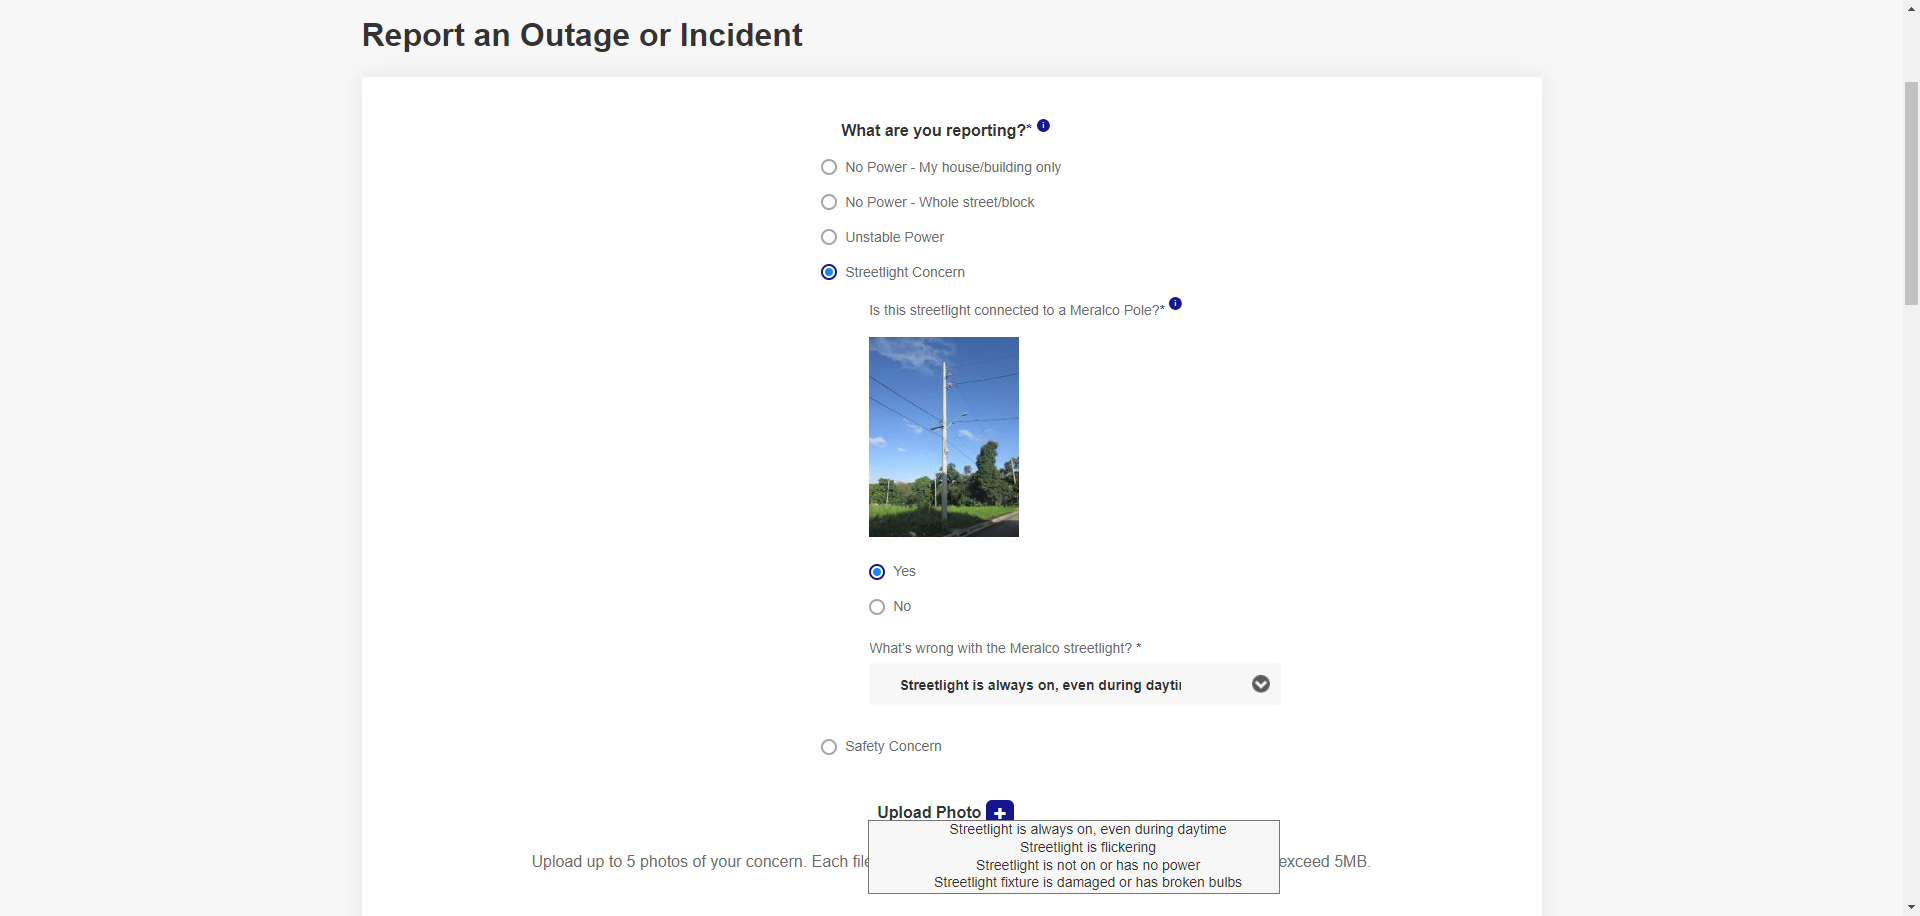 Report an Outage or Incident
What are you reporting?*
No Power - My house/building only
No Power - Whole street/block
Unstable Power
Streetlight Concern
Is this streetlight connected to a Meralco Pole?*
Yes
No
What's wrong with the Meralco streetlight? *
Streetlight is always on, even during dayti
Safety Concern
Upload Photo
Streetlight is always on, even during daytime
Streetlight is flickering
Streetlight is not on or has no power
Streetlight fixture is damaged or has broken bulbs
Upload up to 5 photos of your concern. Each file exceed 5MB.